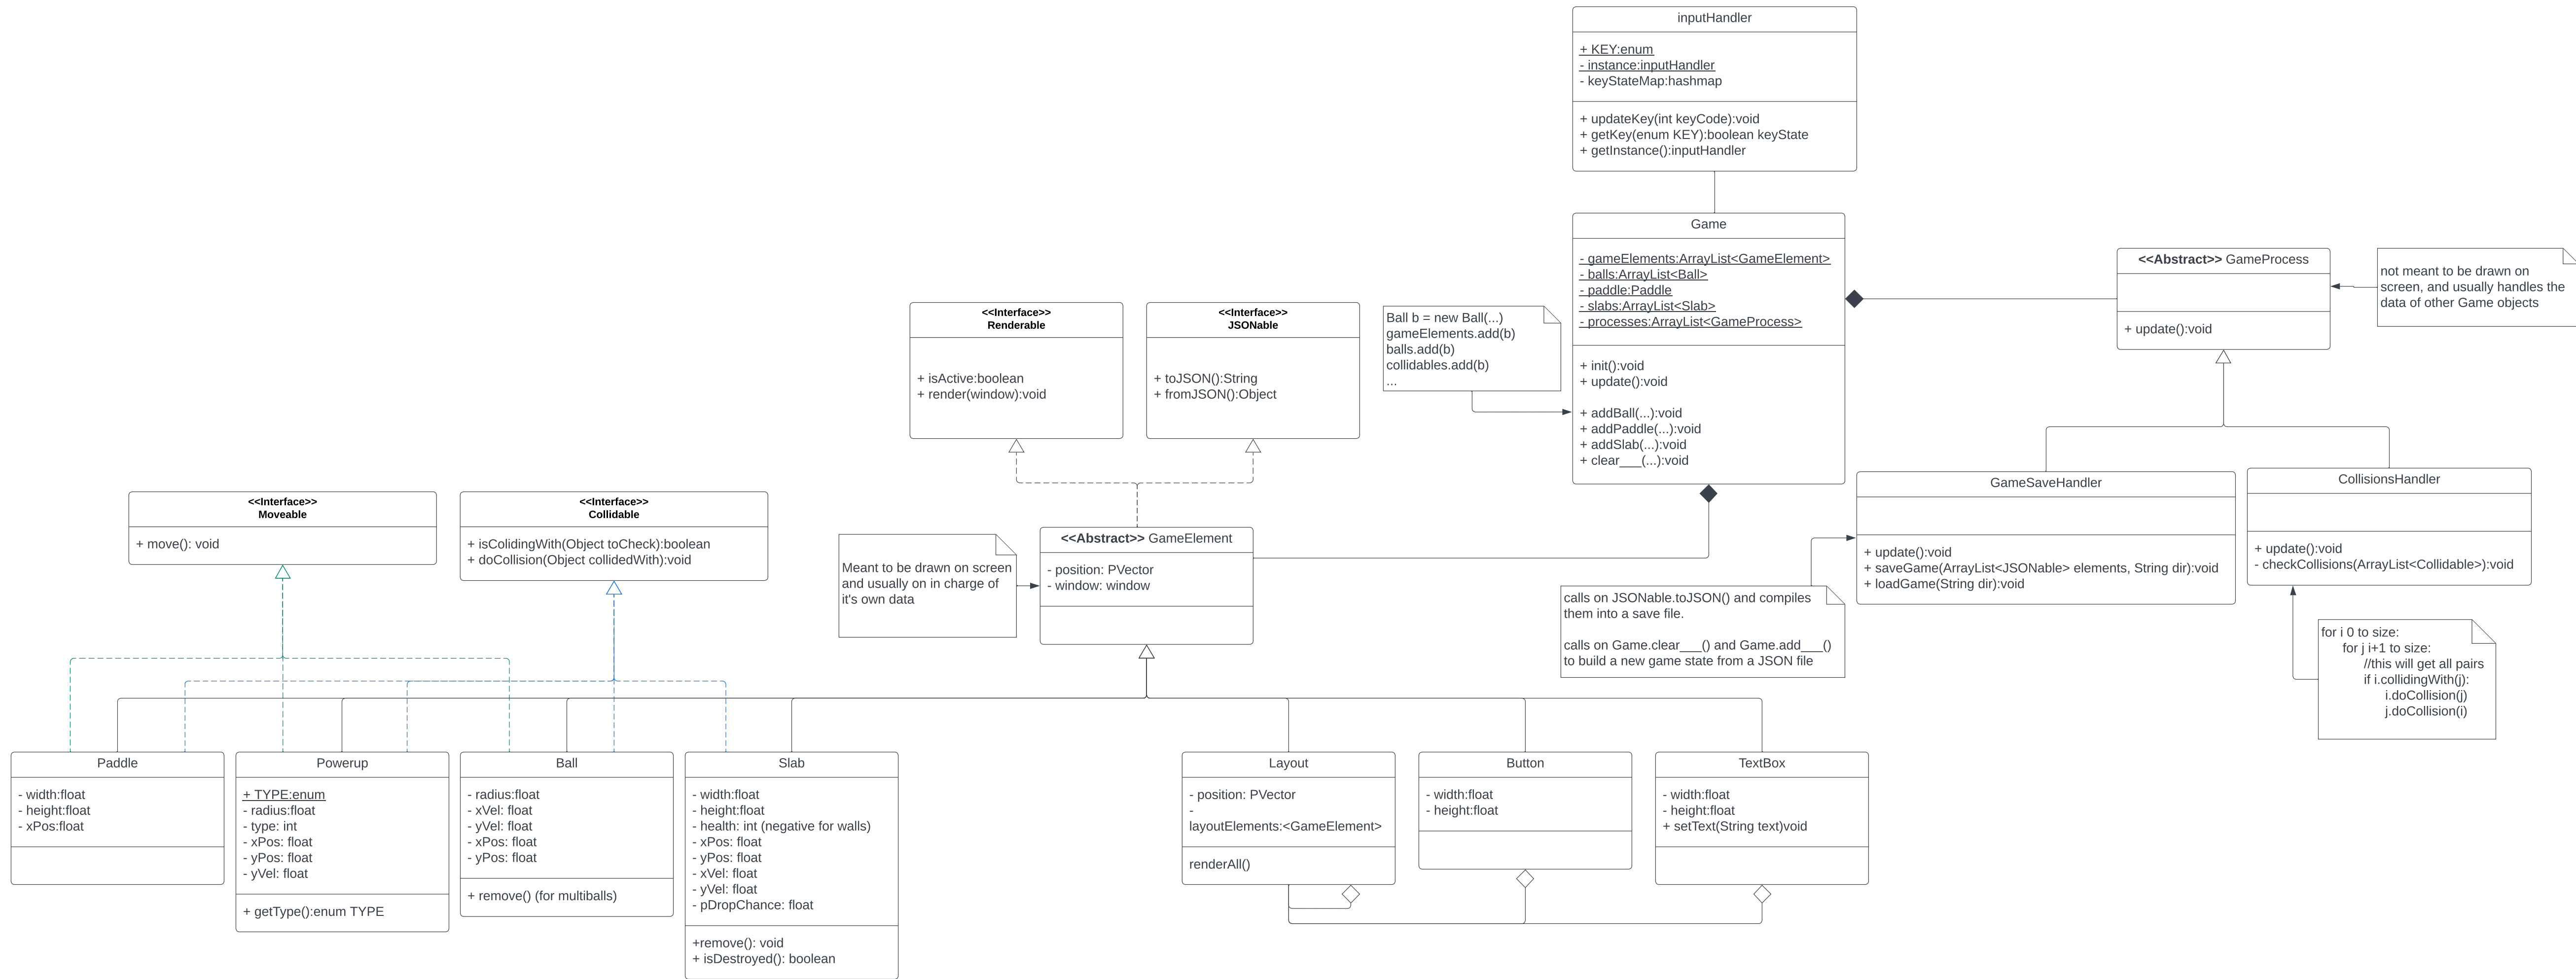 inputHandler
+ KEY:enum
- instance:inputHandler
- keyStateMap:hashmap
+ updateKey(int keyCode):void
+ getKey(enum KEY):boolean keyState
+ getInstance():inputHandler
Game
- gameElements:ArrayList<GameElement>
- balls:ArrayList<Ball>
- paddle:Paddle
- slabs:ArrayList<Slab>
- processes:ArrayList<GameProcess>
+ init():void
+ update():void
+ addBall(...):void
+ addPaddle(...):void
+ addSlab(...):void
+ clear___(...):void
<<Abstract>> GameProcess
+ update():void
not meant to be drawn on
screen, and usually handles the
data of other Game objects
<<Interface>>
Renderable
+ isActive:boolean
+ render(window):void
<<Interface>>
JSONable
+ toJSON():String
+ fromJSON():Object
Ball b = new Ball(...)
gameElements.add(b)
balls.add(b)
collidables.add(b)
...
GameSaveHandler
+ update():void
+ saveGame(ArrayList<JSONable> elements, String dir):void
+ loadGame(String dir):void
CollisionsHandler
+ update():void
- checkCollisions(ArrayList<Collidable>):void
<<Interface>>
Moveable
+ move(): void
<<Interface>>
Collidable
+ isColidingWith(Object toCheck):boolean
+ doCollision(Object collidedWith):void
Meant to be drawn on screen
and usually on in charge of
it's own data
<<Abstract>> GameElement
- position: PVector
- window: window
calls on JSONable.toJSON() and compiles
them into a save file.
calls on Game.clear___() and Game.add___()
to build a new game state from a JSON file
for i 0 to size:
for j i+1 to size:
//this will get all pairs
if i.collidingWith(j):
i.doCollision(j)
j.doCollision(i)
Paddle
- width:float
- height:float
- xPos:float
Powerup
+ TYPE:enum
- radius:float
- type: int
- xPos: float
- yPos: float
- yVel: float
+ getType():enum TYPE
Ball
- radius:float
- xVel: float
- yVel: float
- xPos: float
- yPos: float
+ remove() (for multiballs)
Slab
- width:float
- height:float
- health: int (negative for walls)
- xPos: float
- yPos: float
- xVel: float
- yVel: float
- pDropChance: float
+remove(): void
+ isDestroyed(): boolean
Layout
- position: PVector
-
layoutElements:<GameElement>
renderAll()
Button
- width:float
- height:float
TextBox
- width:float
- height:float
+ setText(String text)void